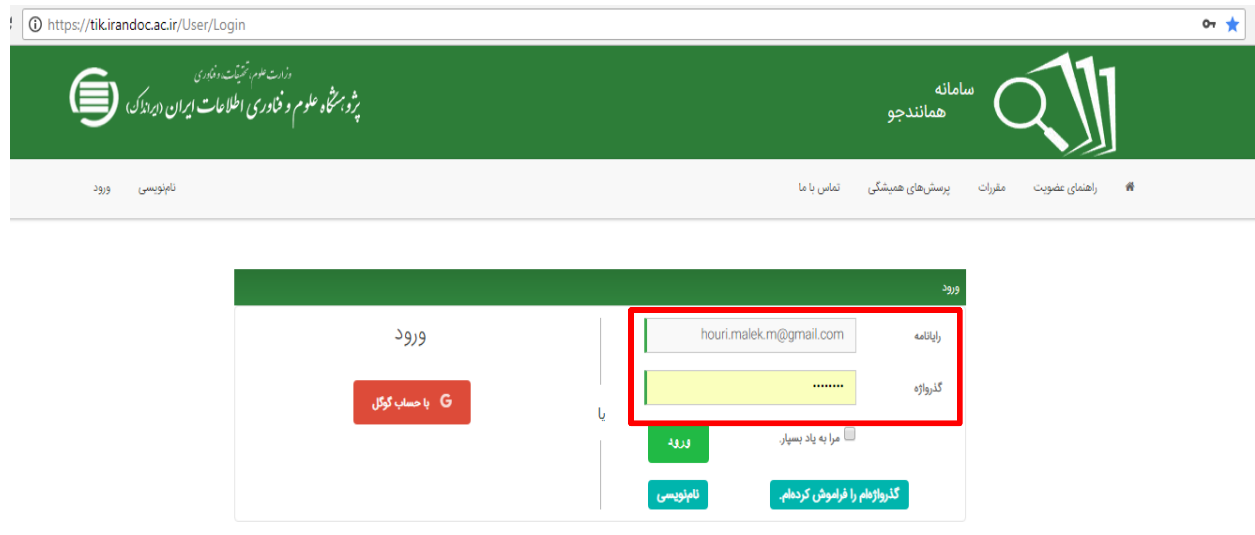 https://tik.irandoc.ac.ir/User/Login
سامانه
همانندجو
وزارت علوم، تحقیقات و فناوری
پژوهشگاه علوم و فناوری اطلاعات ایران (ایرانداک)
راهنمای عضویت مقررات پرسش‌های همیشگی تماس با ما نام‌نویسی ورود
ورود
رایانامه houri.malek.m@gmail.com
گذرواژه ••••••••
مرا به یاد بسپار.
ورود
گذرواژه‌ام را فراموش کرده‌ام.
نام‌نویسی
یا
ورود
G با حساب گوگل